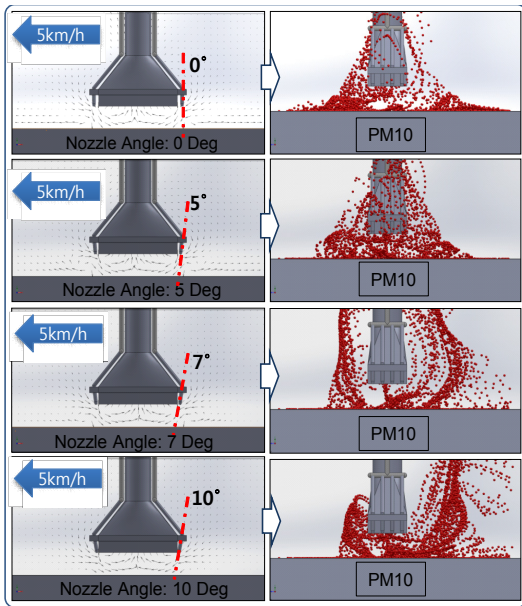 5km/h
0°
Nozzle Angle: 0 Deg
PM10
5km/h
5°
Nozzle Angle: 5 Deg
PM10
5km/h
7°
Nozzle Angle: 7 Deg
PM10
5km/h
10°
Nozzle Angle: 10 Deg
PM10